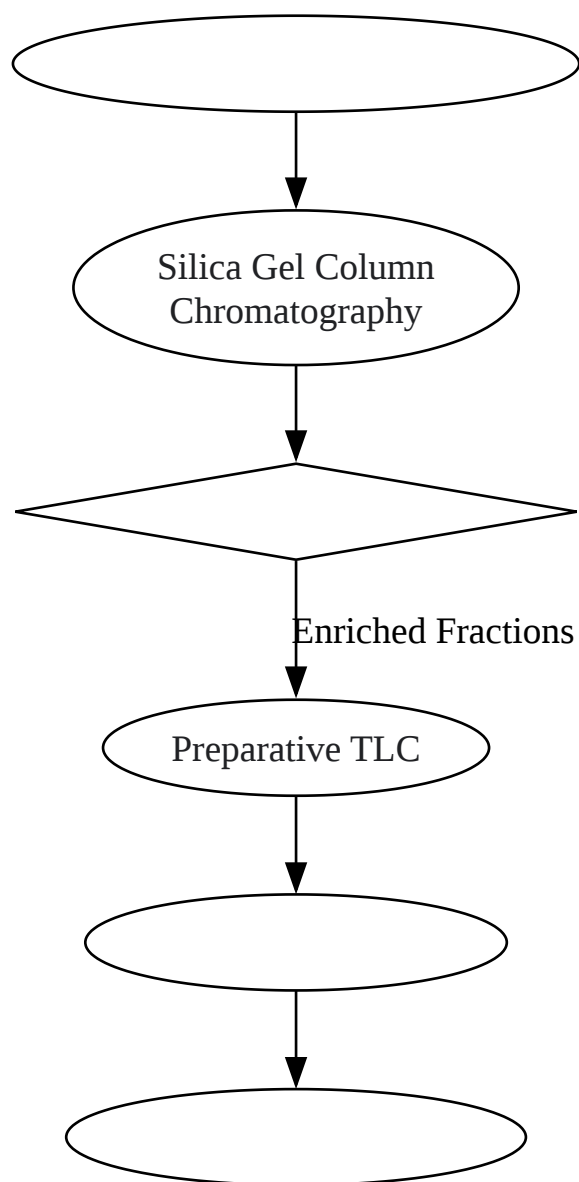 Silica Gel Column
Chromatography
Enriched Fractions
Preparative TLC